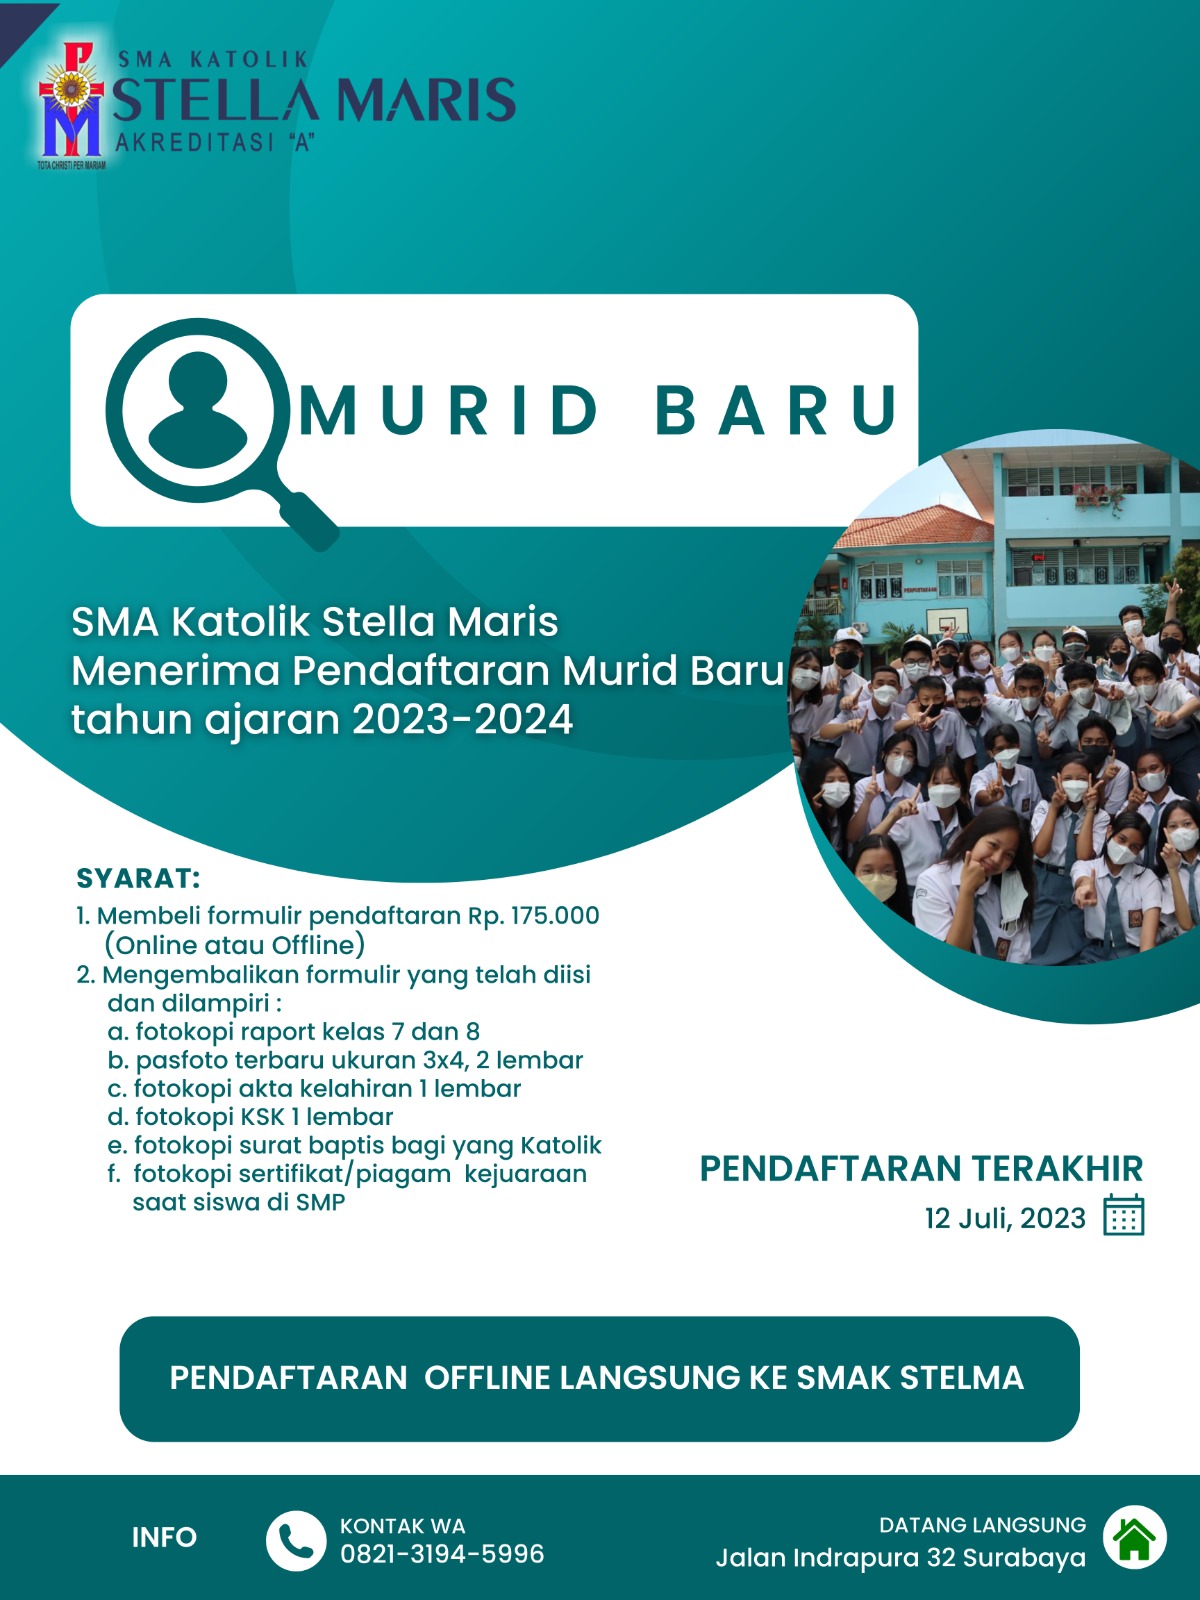 SMA KATOLIK
STELLA MARIS
AKREDITASI "A"
TOTA CHRISTI PER MARIAM
MURID BARU
PERPUSTAKAAN
SMA Katolik Stella Maris
Menerima Pendaftaran Murid Baru
tahun ajaran 2023-2024
SYARAT:
1. Membeli formulir pendaftaran Rp. 175.000
(Online atau Offline)
2. Mengembalikan formulir yang telah diisi
dan dilampiri :
a. fotokopi raport kelas 7 dan 8
b. pasfoto terbaru ukuran 3x4, 2 lembar
c. fotokopi akta kelahiran 1 lembar
d. fotokopi KSK 1 lembar
e. fotokopi surat baptis bagi yang Katolik
f. fotokopi sertifikat/piagam kejuaraan
saat siswa di SMP
PENDAFTARAN TERAKHIR
12 Juli, 2023
PENDAFTARAN OFFLINE LANGSUNG KE SMAK STELMA
INFO
KONTAK WA
0821-3194-5996
DATANG LANGSUNG
Jalan Indrapura 32 Surabaya